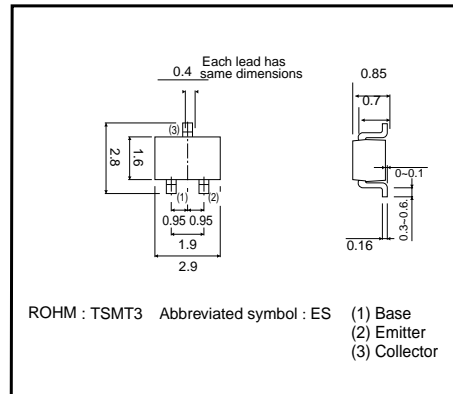 Each lead has
same dimensions
0.4
(3)
2.8
1.6
(1)
(2)
0.95 0.95
1.9
2.9
0.85
0.7
0~0.1
0.3~0.6
0.16
ROHM : TSMT3 Abbreviated symbol : ES
(1) Base
(2) Emitter
(3) Collector